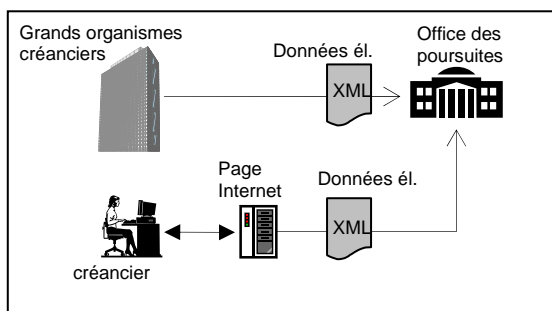 Grands organismes
créanciers
Données él.
XML
Office des
poursuites
Page
Internet
Données él.
XML
créancier